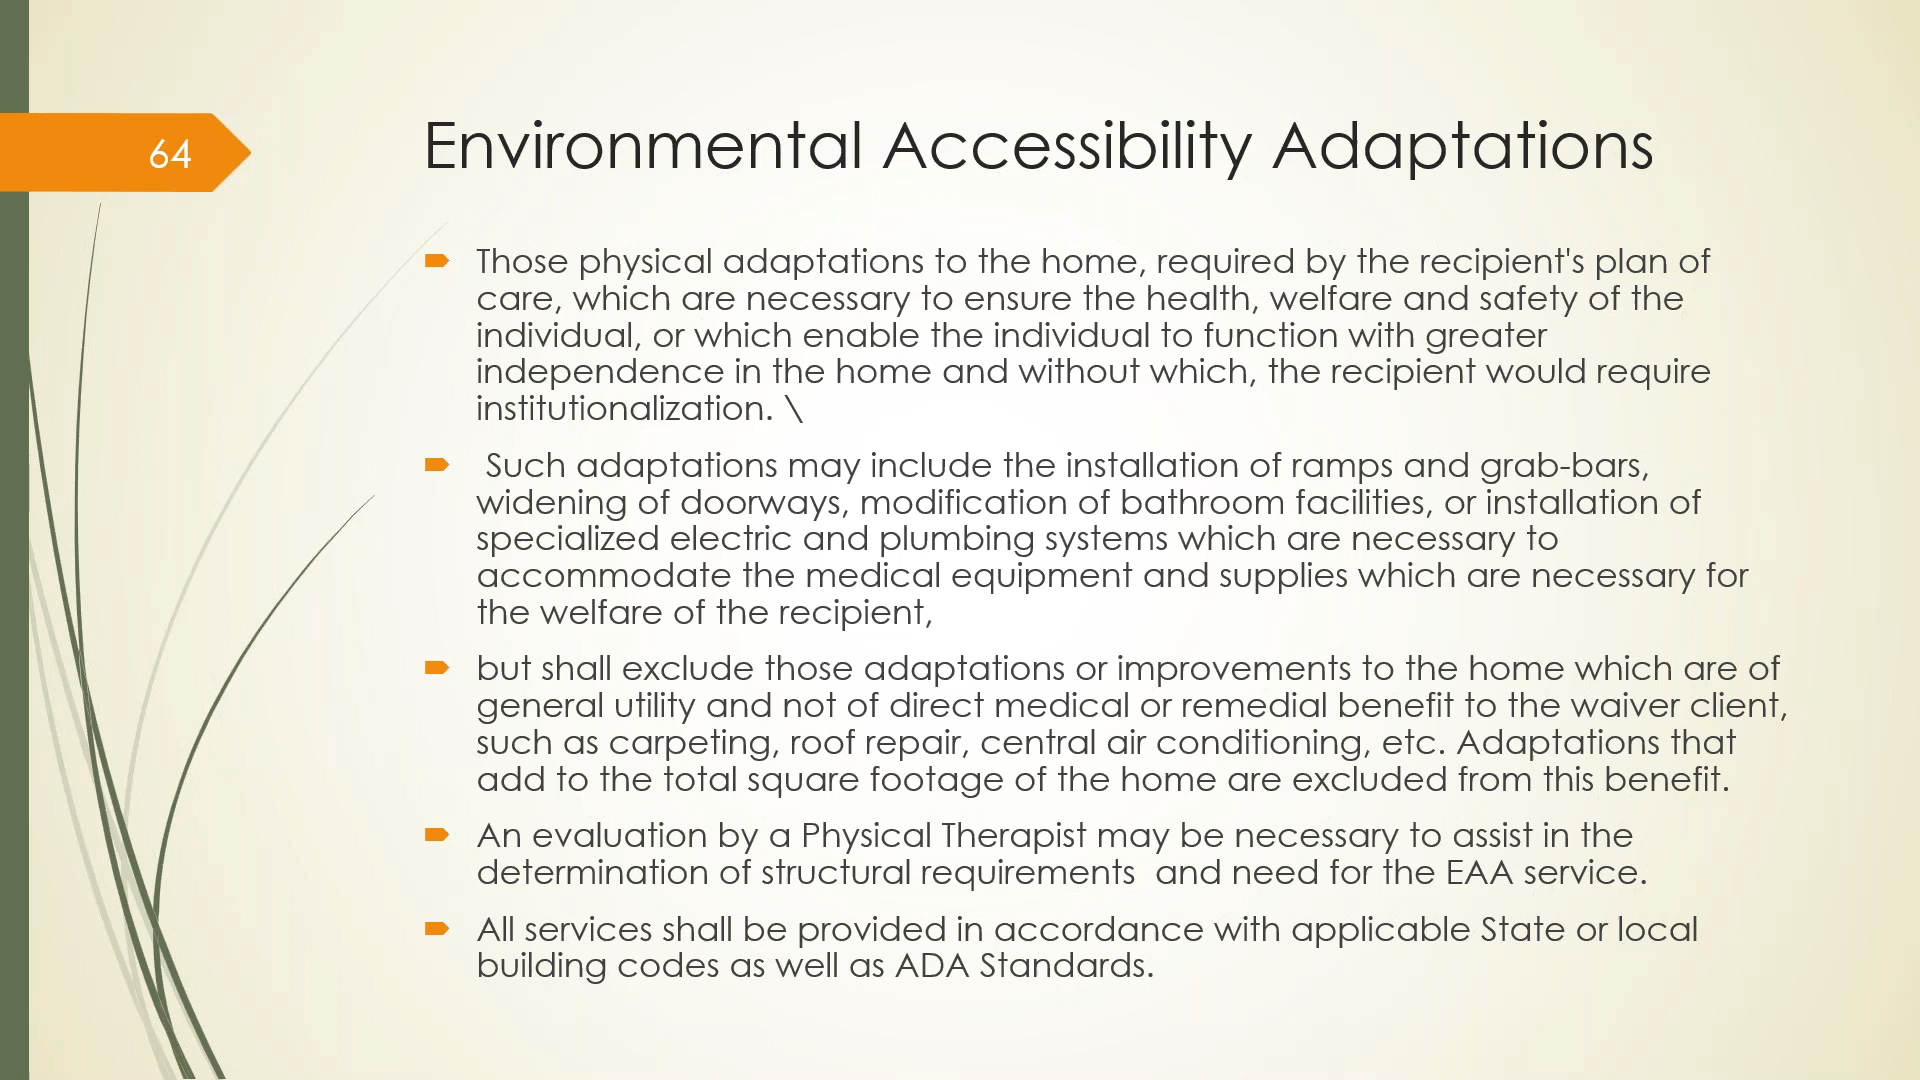 64
Environmental Accessibility Adaptations
Those physical adaptations to the home, required by the recipient's plan of
care, which are necessary to ensure the health, welfare and safety of the
individual, or which enable the individual to function with greater
independence in the home and without which, the recipient would require
institutionalization. \
Such adaptations may include the installation of ramps and grab-bars,
widening of doorways, modification of bathroom facilities, or installation of
specialized electric and plumbing systems which are necessary to
accommodate the medical equipment and supplies which are necessary for
the welfare of the recipient,
but shall exclude those adaptations or improvements to the home which are of
general utility and not of direct medical or remedial benefit to the waiver client,
such as carpeting, roof repair, central air conditioning, etc. Adaptations that
add to the total square footage of the home are excluded from this benefit.
An evaluation by a Physical Therapist may be necessary to assist in the
determination of structural requirements  and need for the EAA service.
All services shall be provided in accordance with applicable State or local
building codes as well as ADA Standards.